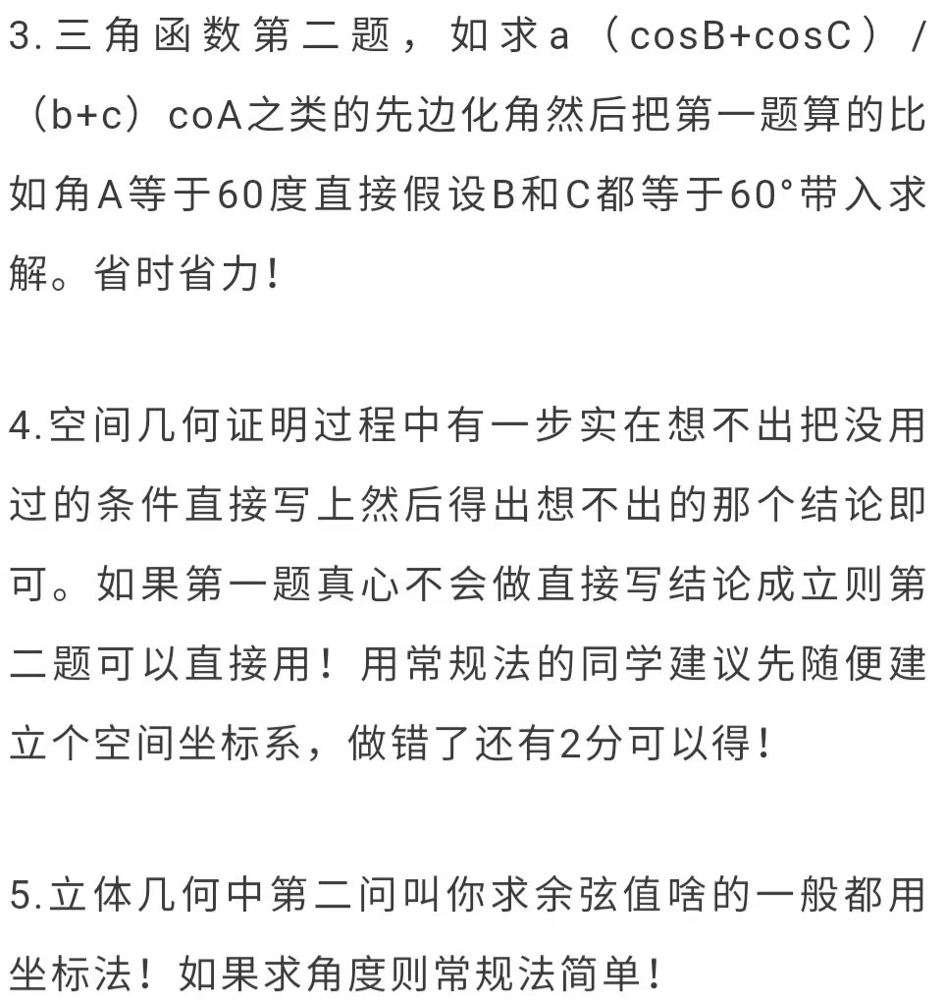 3.三角函数第二题，如求a（cosB+cosC）/
（b+c）coA之类的先边化角然后把第一题算的比
如角A等于60度直接假设B和C都等于60°带入求
解。省时省力！
4.空间几何证明过程中有一步实在想不出把没用
过的条件直接写上然后得出想不出的那个结论即
可。如果第一题真心不会做直接写结论成立则第
二题可以直接用！用常规法的同学建议先随便建
立个空间坐标系，做错了还有2分可以得！
5.立体几何中第二问叫你求余弦值啥的一般都用
坐标法！如果求角度则常规法简单！